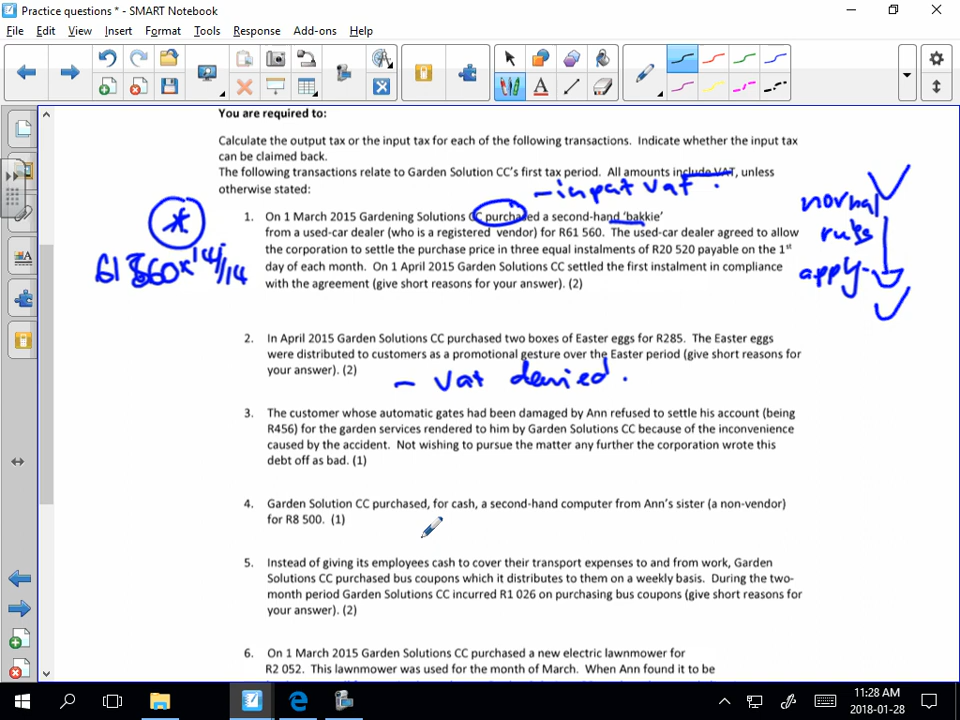 Practice questions * - SMART Notebook
File Edit View Insert Format Tools Response Add-ons Help
You are required to:
Calculate the output tax or the input tax for each of the following transactions. Indicate whether the input tax
can be claimed back.
The following transactions relate to Garden Solution CC's first tax period. All amounts include VAT, unless
otherwise stated:
- input vat.
normal
rules
apply
1. On 1 March 2015 Gardening Solutions CC purchased a second-hand 'bakkie'
from a used-car dealer (who is a registered vendor) for R61 560. The used-car dealer agreed to allow
the corporation to settle the purchase price in three equal instalments of R20 520 payable on the 1st
day of each month. On 1 April 2015 Garden Solutions CC settled the first instalment in compliance
with the agreement (give short reasons for your answer). (2)
*
2. In April 2015 Garden Solutions CC purchased two boxes of Easter eggs for R285. The Easter eggs
were distributed to customers as a promotional gesture over the Easter period (give short reasons for
your answer). (2)
- vat denied.
3. The customer whose automatic gates had been damaged by Ann refused to settle his account (being
R456) for the garden services rendered to him by Garden Solutions CC because of the inconvenience
caused by the accident. Not wishing to pursue the matter any further the corporation wrote this
debt off as bad. (1)
4. Garden Solution CC purchased, for cash, a second-hand computer from Ann's sister (a non-vendor)
for R8 500. (1)
5. Instead of giving its employees cash to cover their transport expenses to and from work, Garden
Solutions CC purchased bus coupons which it distributes to them on a weekly basis. During the two-
month period Garden Solutions CC incurred R1 026 on purchasing bus coupons (give short reasons for
your answer). (2)
6. On 1 March 2015 Garden Solutions CC purchased a new electric lawnmower for
R2 052. This lawnmower was used for the month of March. When Ann found it to be
11:28 AM
2018-01-28